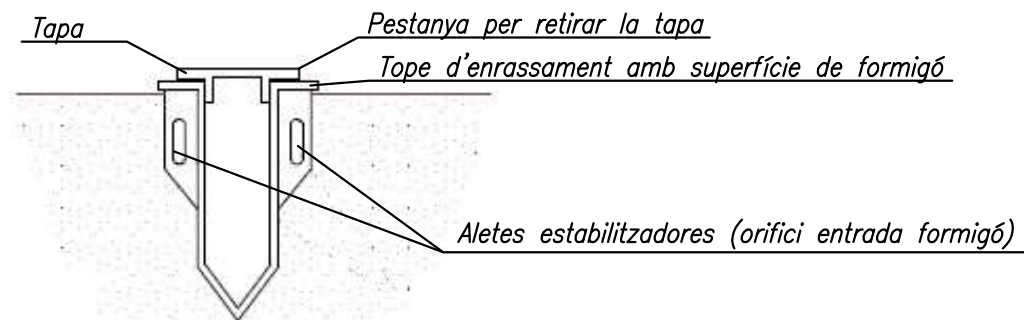 Tapa
Pestanya per retirar la tapa
Tope d'enrassament amb superfície de formigó
Aletes estabilitzadores (orifici entrada formigó)